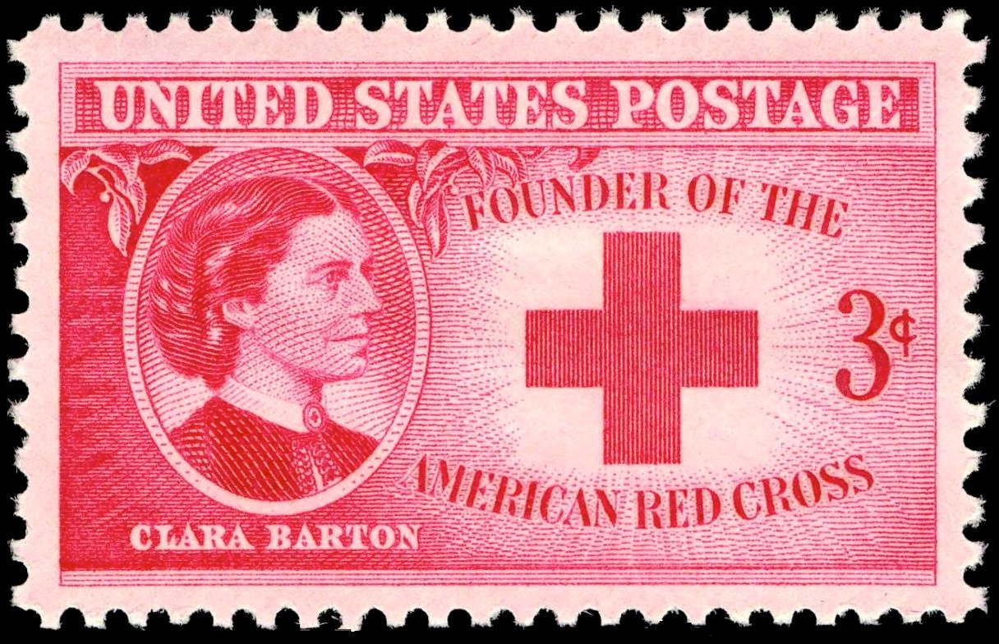 UNITED STATES POSTAGE
FOUNDER OF THE
3¢
AMERICAN RED CROSS
CLARA BARTON